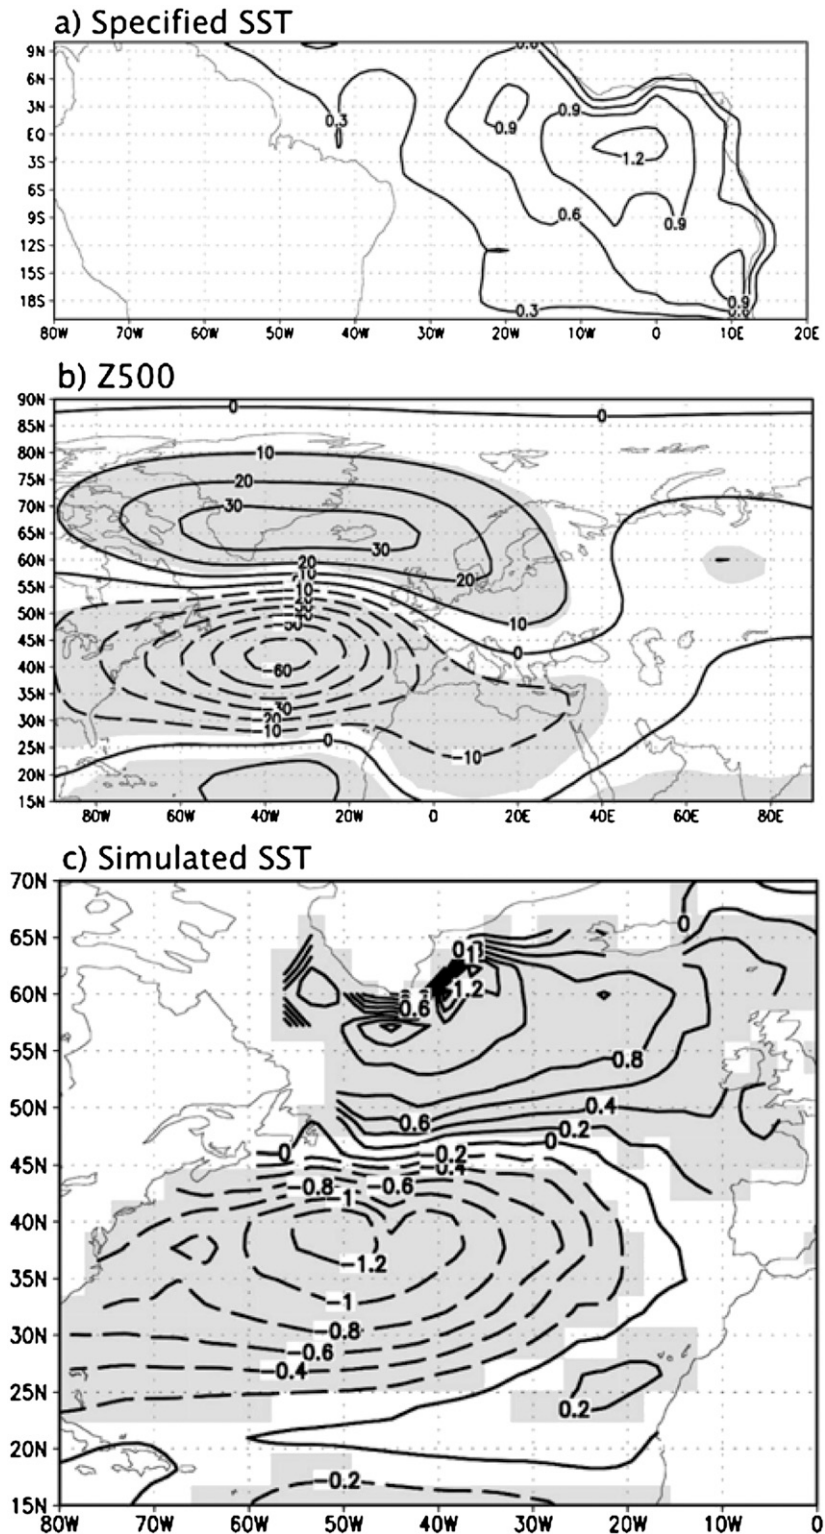 a) Specified SST
9N
6N
3N
EQ
3S
6S
9S
12S
15S
18S
0.3
0.9
0.9
1.2
0.6
0.9
0.9
0.3
80W 70W 60W 50W 40W 30W 20W 10W 0 10E 20E
b) Z500
90N
85N
80N
75N
70N
65N
60N
55N
50N
45N
40N
35N
30N
25N
20N
15N
0
0
10
20
30
30
20
20
10
10
10
0
-60
-10
0
-10
80W 60W 40W 20W 0 20E 40E 60E 80E
c) Simulated SST
70N
65N
60N
55N
50N
45N
40N
35N
30N
25N
20N
15N
0
1.2
0.6
0.8
0.4
0.6
0.2
0
0
-0.2
-0.8
-0.6
-1
-1.2
-1
-0.8
-0.6
-0.4
0.2
-0.2
80W 70W 60W 50W 40W 30W 20W 10W 0